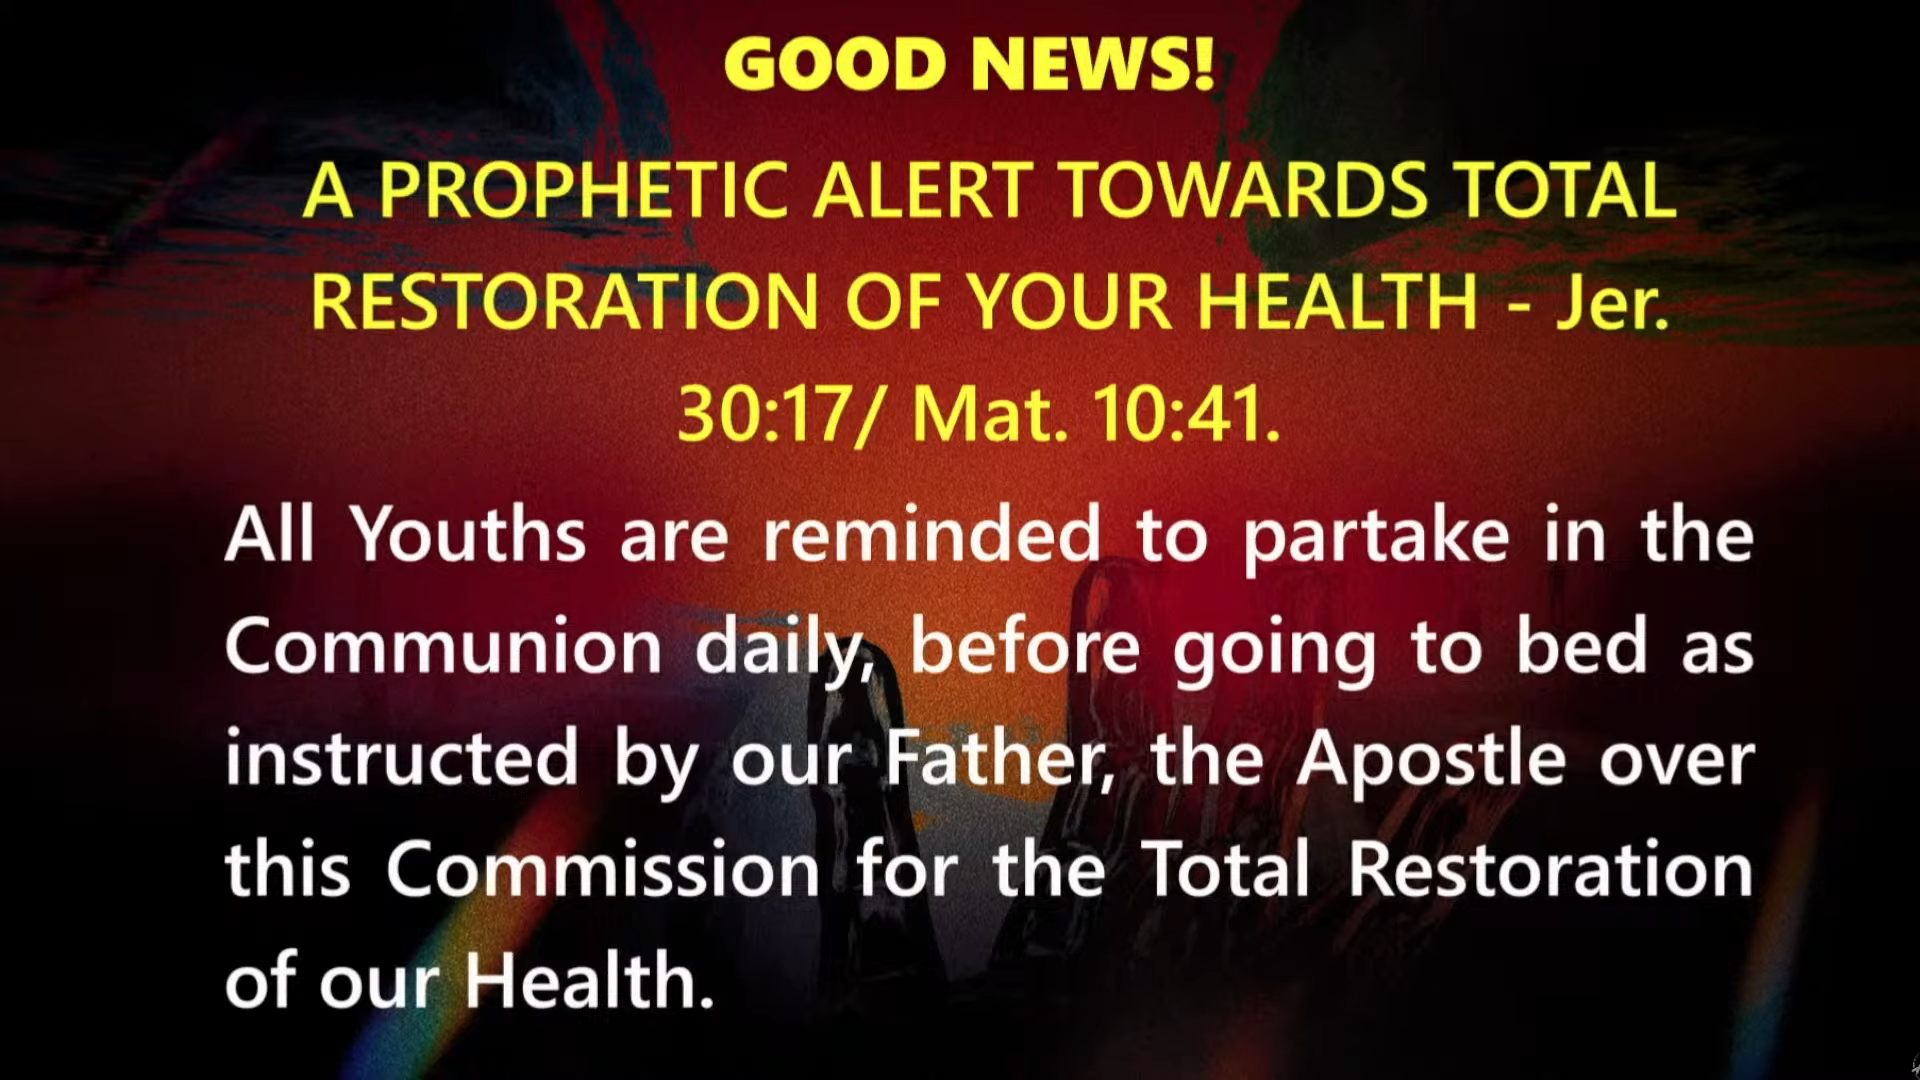 GOOD NEWS!
A PROPHETIC ALERT TOWARDS TOTAL
RESTORATION OF YOUR HEALTH - Jer.
30:17/ Mat. 10:41.
All Youths are reminded to partake in the
Communion daily, before going to bed as
instructed by our Father, the Apostle over
this Commission for the Total Restoration
of our Health.